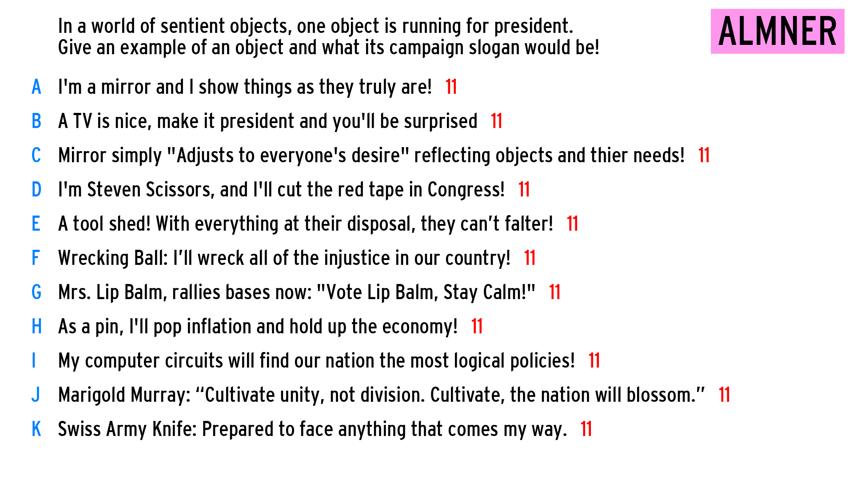 In a world of sentient objects, one object is running for president.
Give an example of an object and what its campaign slogan would be!
ALMNER
A I'm a mirror and I show things as they truly are! 11
B A TV is nice, make it president and you'll be surprised 11
C Mirror simply "Adjusts to everyone's desire" reflecting objects and thier needs! 11
D I'm Steven Scissors, and I'll cut the red tape in Congress! 11
E A tool shed! With everything at their disposal, they can’t falter! 11
F Wrecking Ball: I’ll wreck all of the injustice in our country! 11
G Mrs. Lip Balm, rallies bases now: "Vote Lip Balm, Stay Calm!" 11
H As a pin, I'll pop inflation and hold up the economy! 11
I My computer circuits will find our nation the most logical policies! 11
J Marigold Murray: “Cultivate unity, not division. Cultivate, the nation will blossom.” 11
K Swiss Army Knife: Prepared to face anything that comes my way. 11